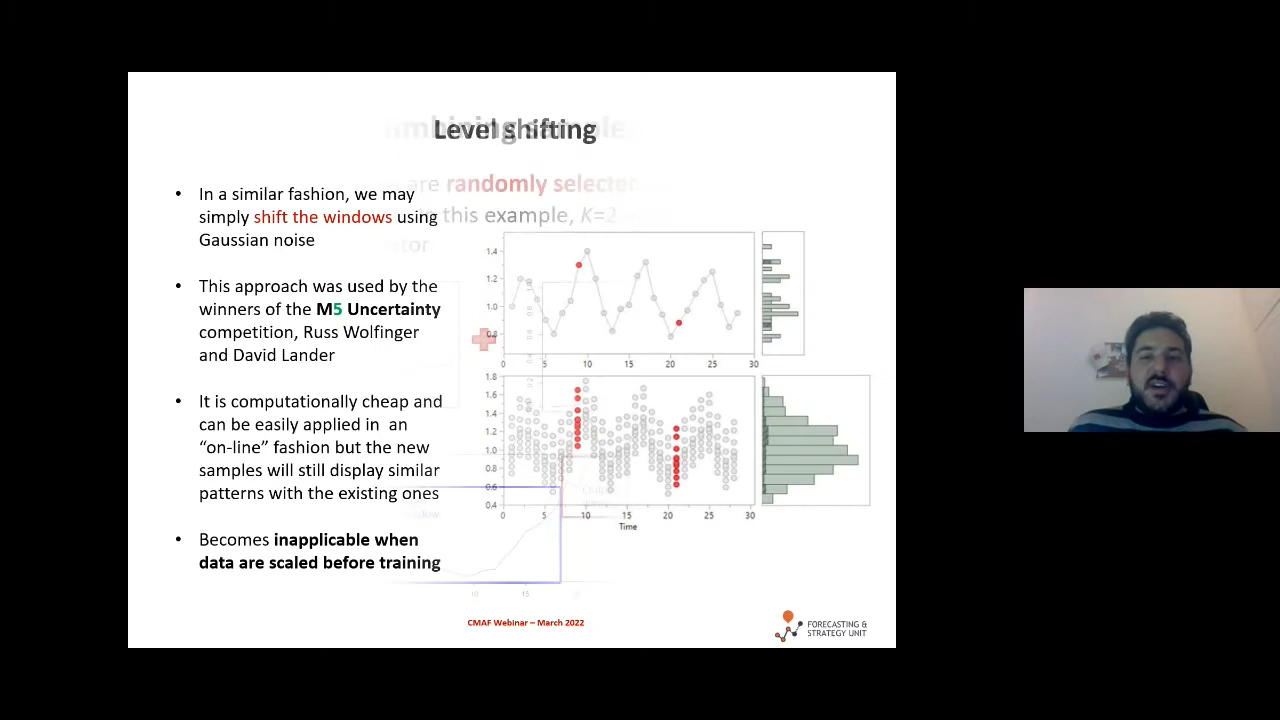 Level shifting
are randomly selected
this example, K=2
• In a similar fashion, we may
simply shift the windows using
Gaussian noise
• This approach was used by the
winners of the M5 Uncertainty
competition, Russ Wolfinger
and David Lander
• It is computationally cheap and
can be easily applied in an
“on-line” fashion but the new
samples will still display similar
patterns with the existing ones
• Becomes inapplicable when
data are scaled before training
1.4
1.2
1.0
0.8
0 5 10 15 20 25 30
1.8
1.6
1.4
1.2
1.0
0.8
0.6
0.4
0 5 10 15 20 25 30
Time
10 15
CMAF Webinar – March 2022
FORECASTING &
STRATEGY UNIT